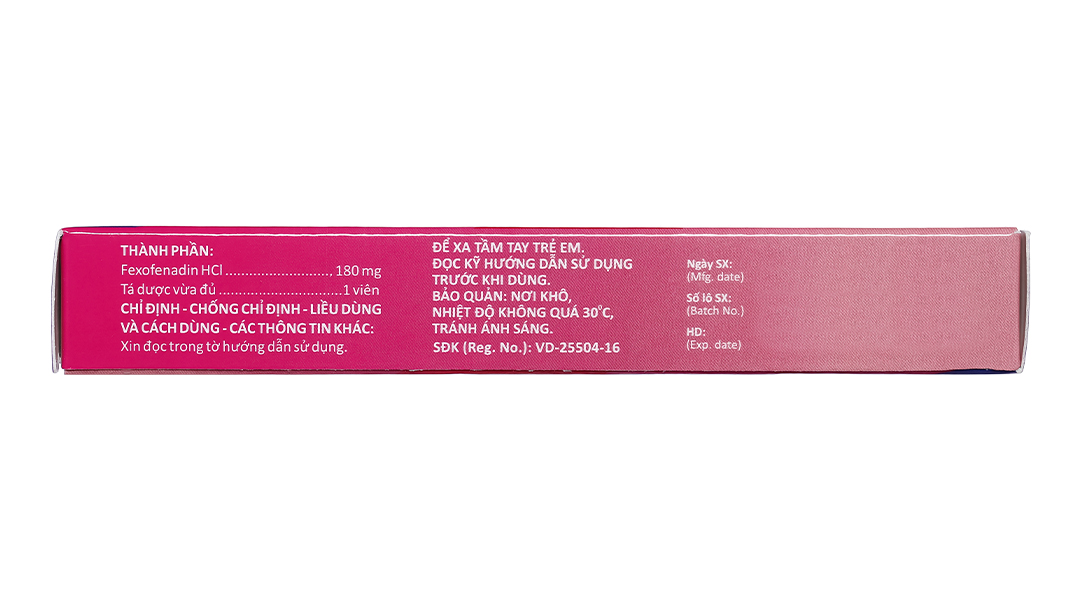 THÀNH PHẦN:
Fexofenadin HCl............................, 180 mg
Tá dược vừa đủ ...............................1 viên
CHỈ ĐỊNH - CHỐNG CHỈ ĐỊNH - LIỀU DÙNG
VÀ CÁCH DÙNG - CÁC THÔNG TIN KHÁC:
Xin đọc trong tờ hướng dẫn sử dụng.
ĐỂ XA TẦM TAY TRẺ EM.
ĐỌC KỸ HƯỚNG DẪN SỬ DỤNG
TRƯỚC KHI DÙNG.
BẢO QUẢN: NƠI KHÔ,
NHIỆT ĐỘ KHÔNG QUÁ 30°C,
TRÁNH ÁNH SÁNG.
SĐK (Reg. No.): VD-25504-16
Ngày SX:
(Mfg. date)
Số lô SX:
(Batch No.)
HD:
(Exp. date)